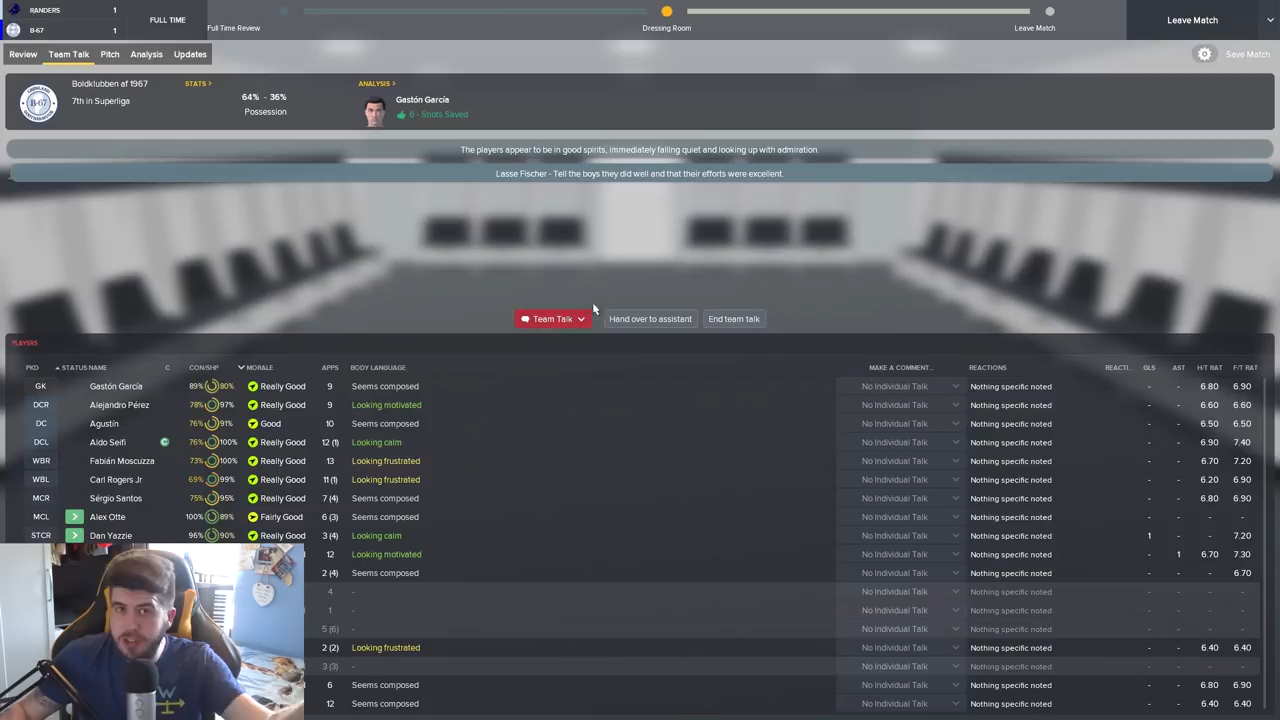 RANDERS 1
B-67 1
FULL TIME
Full Time Review
Dressing Room
Leave Match
Leave Match
Review Team Talk Pitch Analysis Updates
Save Match
Boldklubben af 1967
7th in Superliga
STATS >
64% - 36%
Possession
ANALYSIS >
Gastón García
6 - Shots Saved
B-67
The players appear to be in good spirits, immediately falling quiet and looking up with admiration.
Lasse Fischer - Tell the boys they did well and that their efforts were excellent.
Team Talk
Hand over to assistant
End team talk
PLAYERS
PKD STATUS NAME C CON/SHP MORALE APPS BODY LANGUAGE MAKE A COMMENT... REACTIONS REACTI... GLS AST H/T RAT F/T RAT
GK Gastón García 89% 80% Really Good 9 Seems composed No Individual Talk Nothing specific noted - - 6.80 6.90
DCR Alejandro Pérez 78% 97% Really Good 9 Looking motivated No Individual Talk Nothing specific noted - - 6.60 6.60
DC Agustín 76% 91% Good 10 Seems composed No Individual Talk Nothing specific noted - - 6.50 6.50
DCL Aldo Seifi C 76% 100% Really Good 12 (1) Looking calm No Individual Talk Nothing specific noted - - 6.90 7.40
WBR Fabián Moscuzza 73% 100% Really Good 13 Looking frustrated No Individual Talk Nothing specific noted - - 6.70 7.20
WBL Carl Rogers Jr 69% 99% Really Good 11 (1) Looking frustrated No Individual Talk Nothing specific noted - - 6.20 6.90
MCR Sérgio Santos 75% 95% Really Good 7 (4) Seems composed No Individual Talk Nothing specific noted - - 6.80 6.90
MCL Alex Otte 100% 89% Fairly Good 6 (3) Seems composed No Individual Talk Nothing specific noted - - - 6.90
STCR Dan Yazzie 96% 90% Really Good 3 (4) Looking calm No Individual Talk Nothing specific noted 1 - - 7.20
12 Looking motivated No Individual Talk Nothing specific noted - 1 6.70 7.30
2 (4) Seems composed No Individual Talk Nothing specific noted - - - 6.70
4 - No Individual Talk Nothing specific noted - - - -
1 - No Individual Talk Nothing specific noted - - - -
5 (6) - No Individual Talk Nothing specific noted - - - -
2 (2) Looking frustrated No Individual Talk Nothing specific noted - - 6.40 6.40
3 (3) - No Individual Talk Nothing specific noted - - - -
6 Seems composed No Individual Talk Nothing specific noted - - 6.80 6.90
12 Seems composed No Individual Talk Nothing specific noted - - 6.40 6.40